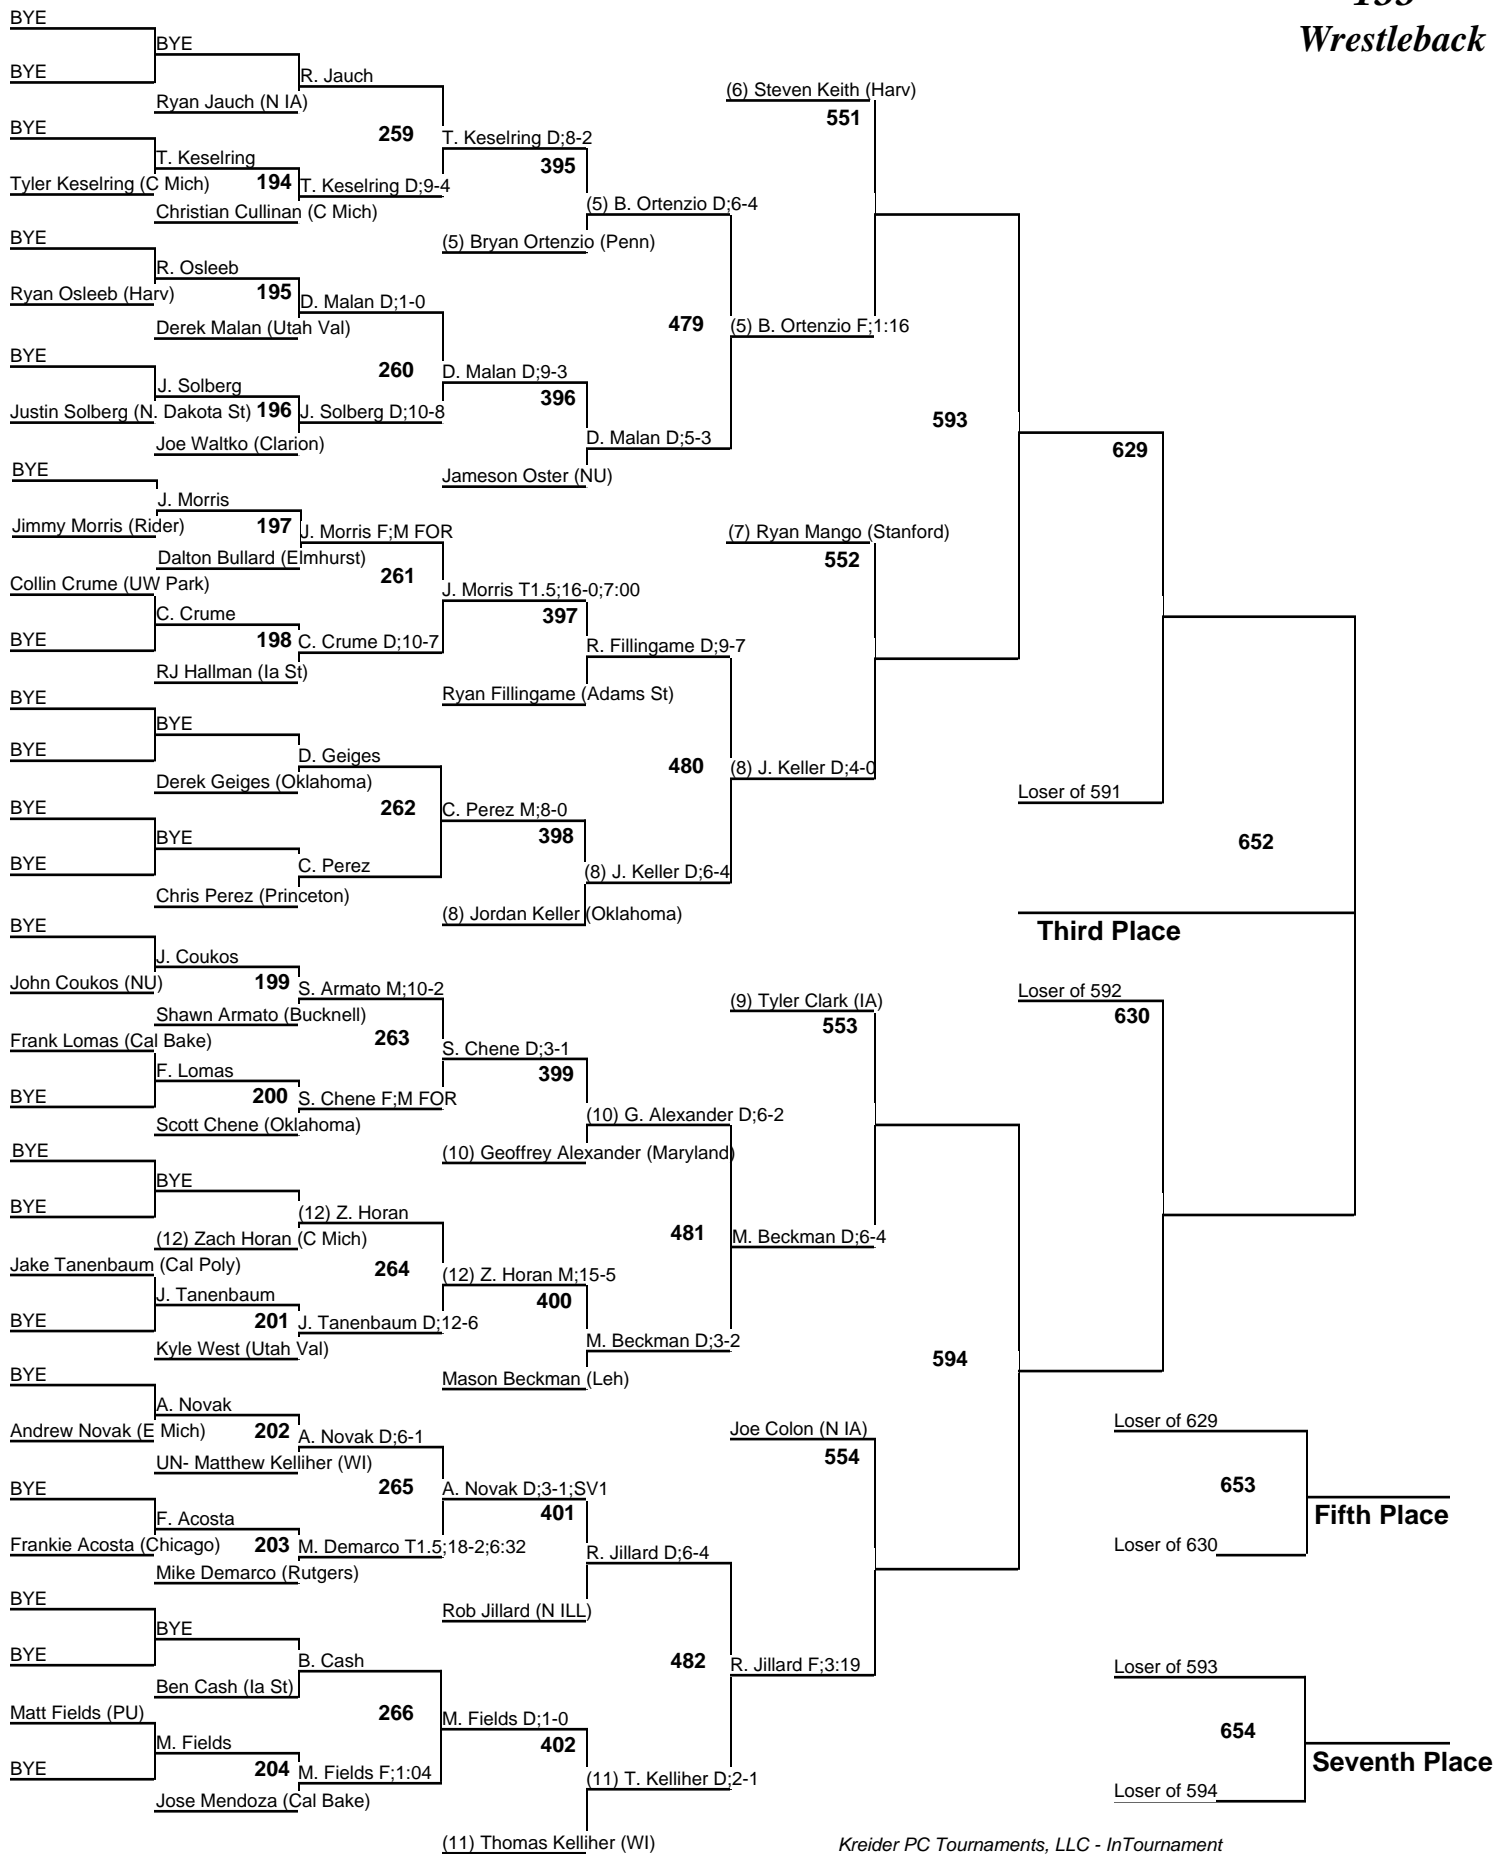 Wrestleback
BYE
BYE
BYE
R. Jauch
Ryan Jauch (N IA)
BYE
259
T. Keselring D;8-2
T. Keselring
395
Tyler Keselring (C Mich)
194
T. Keselring D;9-4
Christian Cullinan (C Mich)
(5) B. Ortenzio D;6-4
BYE
(5) Bryan Ortenzio (Penn)
R. Osleeb
Ryan Osleeb (Harv)
195
D. Malan D;1-0
Derek Malan (Utah Val)
479
(5) B. Ortenzio F;1:16
(6) Steven Keith (Harv)
551
BYE
260
D. Malan D;9-3
J. Solberg
396
Justin Solberg (N. Dakota St)
196
J. Solberg D;10-8
Joe Waltko (Clarion)
D. Malan D;5-3
593
629
BYE
Jameson Oster (NU)
J. Morris
Jimmy Morris (Rider)
197
J. Morris F;M FOR
(7) Ryan Mango (Stanford)
552
Dalton Bullard (Elmhurst)
261
Collin Crume (UW Park)
J. Morris T1.5;16-0;7:00
C. Crume
397
BYE
198
C. Crume D;10-7
R. Fillingame D;9-7
RJ Hallman (Ia St)
Ryan Fillingame (Adams St)
BYE
BYE
BYE
D. Geiges
480
(8) J. Keller D;4-0
Derek Geiges (Oklahoma)
262
C. Perez M;8-0
Loser of 591
BYE
BYE
398
652
BYE
C. Perez
(8) J. Keller D;6-4
Chris Perez (Princeton)
(8) Jordan Keller (Oklahoma)
BYE
Third Place
J. Coukos
John Coukos (NU)
199
S. Armato M;10-2
Loser of 592
Shawn Armato (Bucknell)
(9) Tyler Clark (IA)
630
553
Frank Lomas (Cal Bake)
263
S. Chene D;3-1
F. Lomas
399
BYE
200
S. Chene F;M FOR
Scott Chene (Oklahoma)
(10) G. Alexander D;6-2
BYE
(10) Geoffrey Alexander (Maryland)
BYE
BYE
(12) Z. Horan
481
M. Beckman D;6-4
(12) Zach Horan (C Mich)
Jake Tanenbaum (Cal Poly)
264
(12) Z. Horan M;15-5
J. Tanenbaum
400
BYE
201
J. Tanenbaum D;12-6
Kyle West (Utah Val)
M. Beckman D;3-2
594
BYE
Mason Beckman (Leh)
A. Novak
Andrew Novak (E Mich)
202
A. Novak D;6-1
Joe Colon (N IA)
Loser of 629
UN- Matthew Kelliher (WI)
554
BYE
265
A. Novak D;3-1;SV1
653
F. Acosta
401
Fifth Place
Frankie Acosta (Chicago)
203
M. Demarco T1.5;18-2;6:32
R. Jillard D;6-4
Loser of 630
Mike Demarco (Rutgers)
BYE
Rob Jillard (N ILL)
BYE
BYE
B. Cash
482
R. Jillard F;3:19
Loser of 593
Ben Cash (Ia St)
Matt Fields (PU)
266
M. Fields D;1-0
654
M. Fields
402
Seventh Place
BYE
204
M. Fields F;1:04
(11) T. Kelliher D;2-1
Loser of 594
Jose Mendoza (Cal Bake)
(11) Thomas Kelliher (WI)
Kreider PC Tournaments, LLC - InTournament